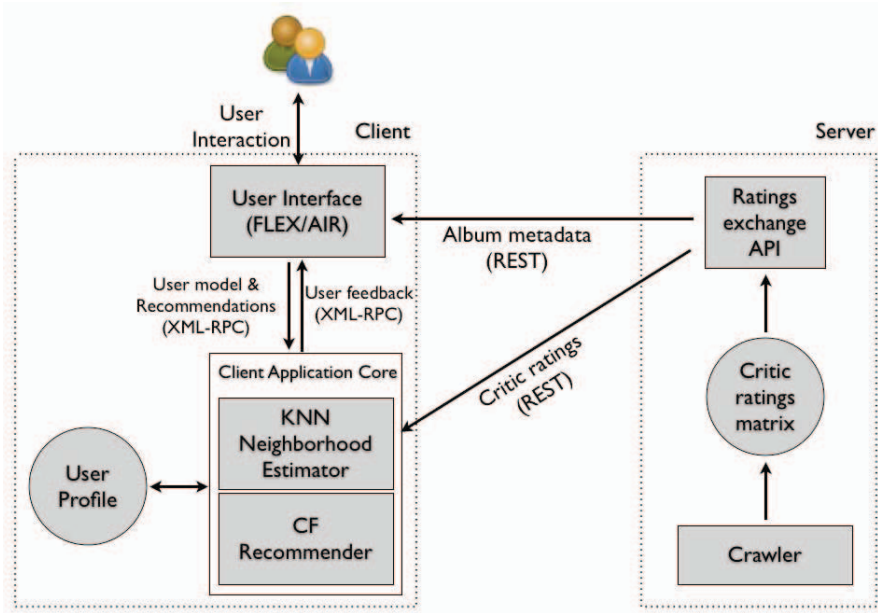 User
Interaction
Client
Server
User Interface
(FLEX/AIR)
Ratings
exchange
API
Album metadata
(REST)
User model &
Recommendations
(XML-RPC)
User feedback
(XML-RPC)
Critic ratings
(REST)
Client Application Core
KNN
Neighborhood
Estimator
CF
Recommender
User
Profile
Critic
ratings
matrix
Crawler